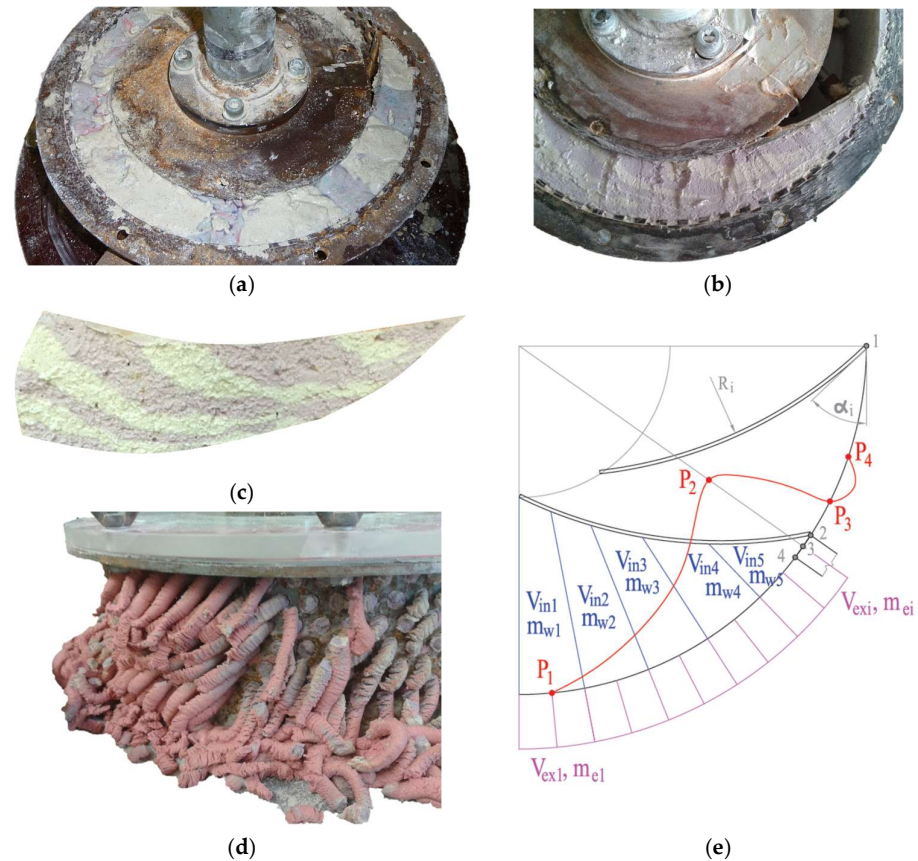 (a)
(b)
(c)
(d)
1
R_i
α_i
P_4
P_2
P_3
2
3
4
V_in1
m_w1
V_in2
m_w2
V_in3
m_w3
V_in4
m_w4
V_in5
m_w5
V_exi, m_ei
P_1
V_ex1, m_e1
(e)